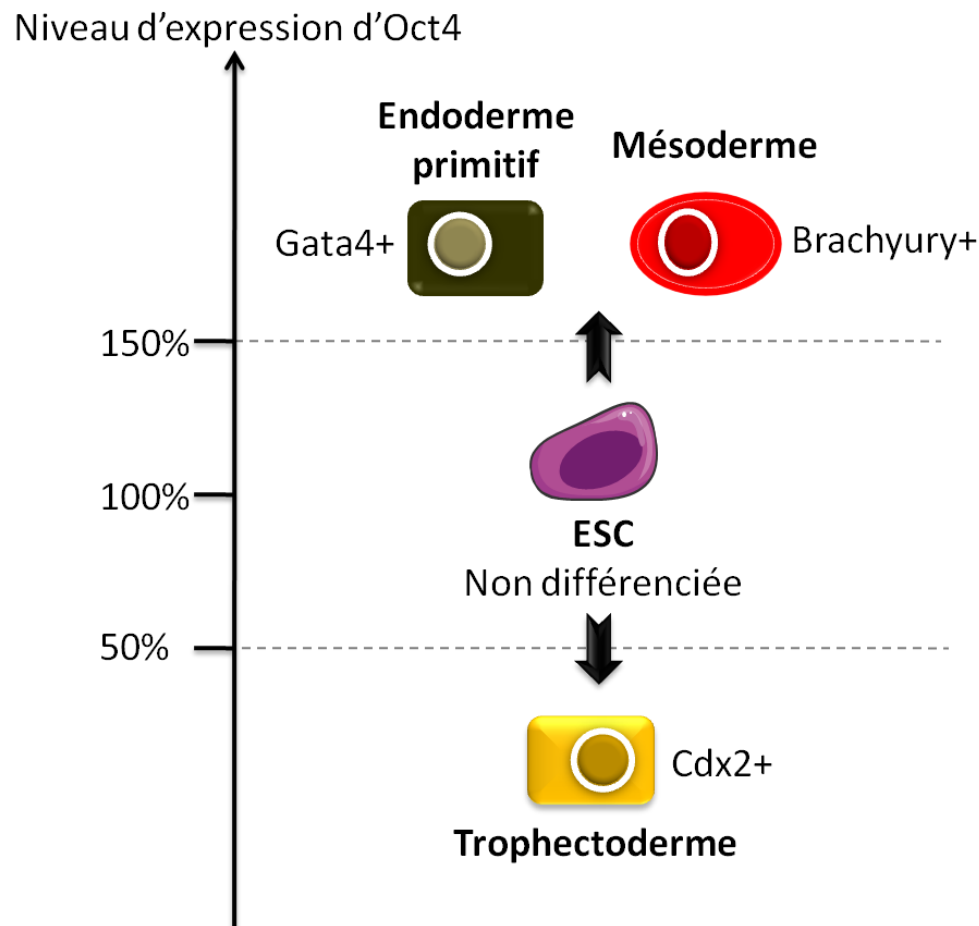 Niveau d'expression d'Oct4
Endoderme
primitif
Mésoderme
Gata4+
Brachyury+
150%
100%
ESC
Non différenciée
50%
Cdx2+
Trophectoderme